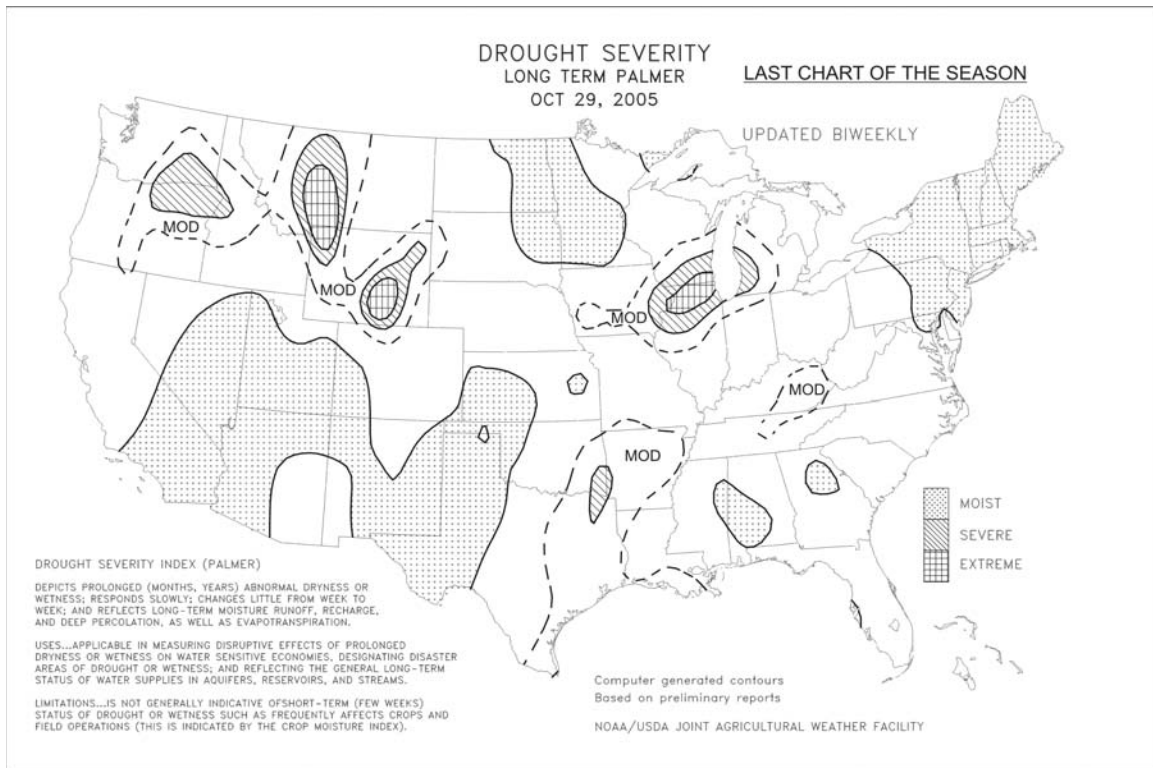 DROUGHT SEVERITY
LONG TERM PALMER
OCT 29, 2005
LAST CHART OF THE SEASON
UPDATED BIWEEKLY
MOD
MOD
MOD
MOD
MOD
MOIST
SEVERE
EXTREME
DROUGHT SEVERITY INDEX (PALMER)
DEPICTS PROLONGED (MONTHS, YEARS) ABNORMAL DRYNESS OR
WETNESS; RESPONDS SLOWLY; CHANGES LITTLE FROM WEEK TO
WEEK; AND REFLECTS LONG-TERM MOISTURE RUNOFF, RECHARGE,
AND DEEP PERCOLATION, AS WELL AS EVAPOTRANSPIRATION.
USES...APPLICABLE IN MEASURING DISRUPTIVE EFFECTS OF PROLONGED
DRYNESS OR WETNESS ON WATER SENSITIVE ECONOMIES, DESIGNATING DISASTER
AREAS OF DROUGHT OR WETNESS; AND REFLECTING THE GENERAL LONG-TERM
STATUS OF WATER SUPPLIES IN AQUIFERS, RESERVOIRS, AND STREAMS.
LIMITATIONS...IS NOT GENERALLY INDICATIVE OFSHORT-TERM (FEW WEEKS)
STATUS OF DROUGHT OR WETNESS SUCH AS FREQUENTLY AFFECTS CROPS AND
FIELD OPERATIONS (THIS IS INDICATED BY THE CROP MOISTURE INDEX).
Computer generated contours
Based on preliminary reports
NOAA/USDA JOINT AGRICULTURAL WEATHER FACILITY